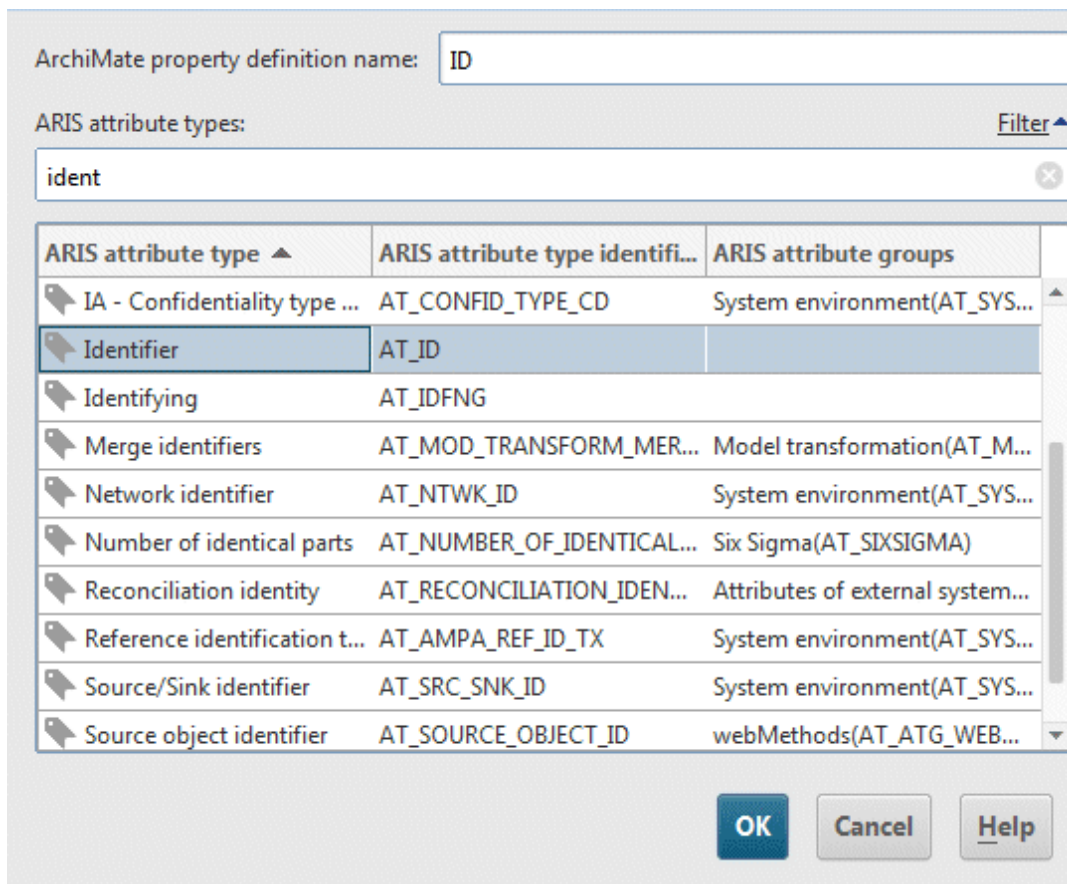 ArchiMate property definition name: ID
ARIS attribute types: Filter
ident
ARIS attribute type ARIS attribute type identifi... ARIS attribute groups
IA - Confidentiality type ... AT_CONFID_TYPE_CD System environment(AT_SYS...
Identifier AT_ID
Identifying AT_IDFNG
Merge identifiers AT_MOD_TRANSFORM_MER... Model transformation(AT_M...
Network identifier AT_NTWK_ID System environment(AT_SYS...
Number of identical parts AT_NUMBER_OF_IDENTICAL... Six Sigma(AT_SIXSIGMA)
Reconciliation identity AT_RECONCILIATION_IDEN... Attributes of external system...
Reference identification t... AT_AMPA_REF_ID_TX System environment(AT_SYS...
Source/Sink identifier AT_SRC_SNK_ID System environment(AT_SYS...
Source object identifier AT_SOURCE_OBJECT_ID webMethods(AT_ATG_WEB...
OK Cancel Help